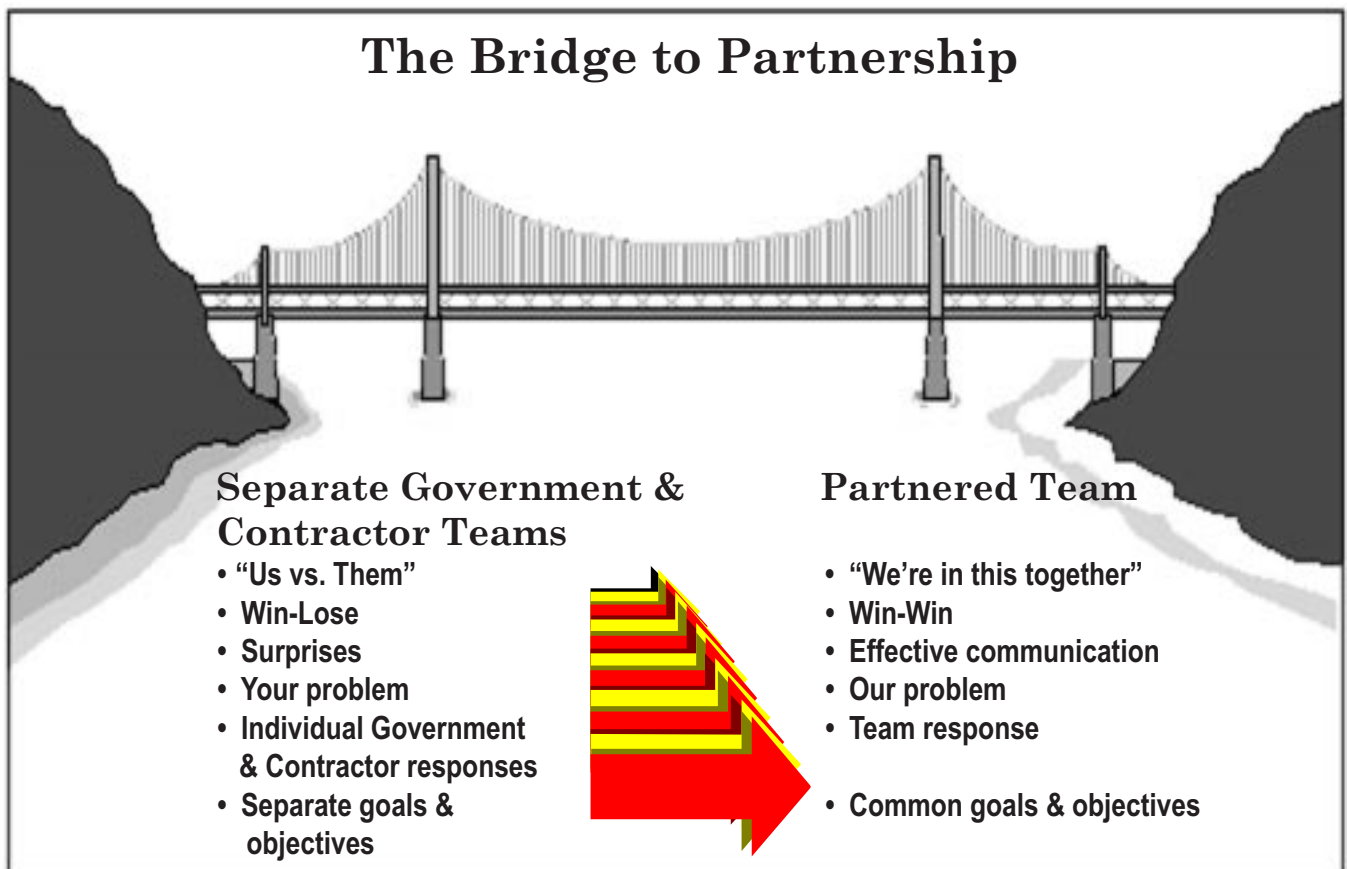 The Bridge to Partnership
Separate Government &
Contractor Teams
• “Us vs. Them”
• Win-Lose
• Surprises
• Your problem
• Individual Government
& Contractor responses
• Separate goals &
objectives
Partnered Team
• “We’re in this together”
• Win-Win
• Effective communication
• Our problem
• Team response
• Common goals & objectives